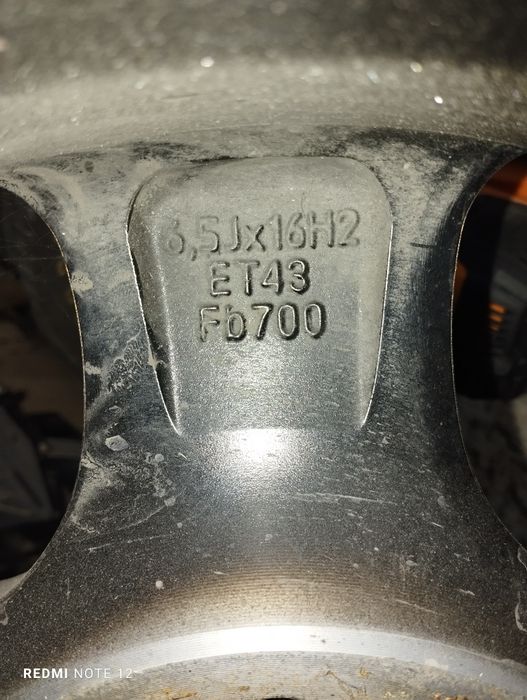 6,5Jx16H2
ET43
Fb700
REDMI NOTE 12